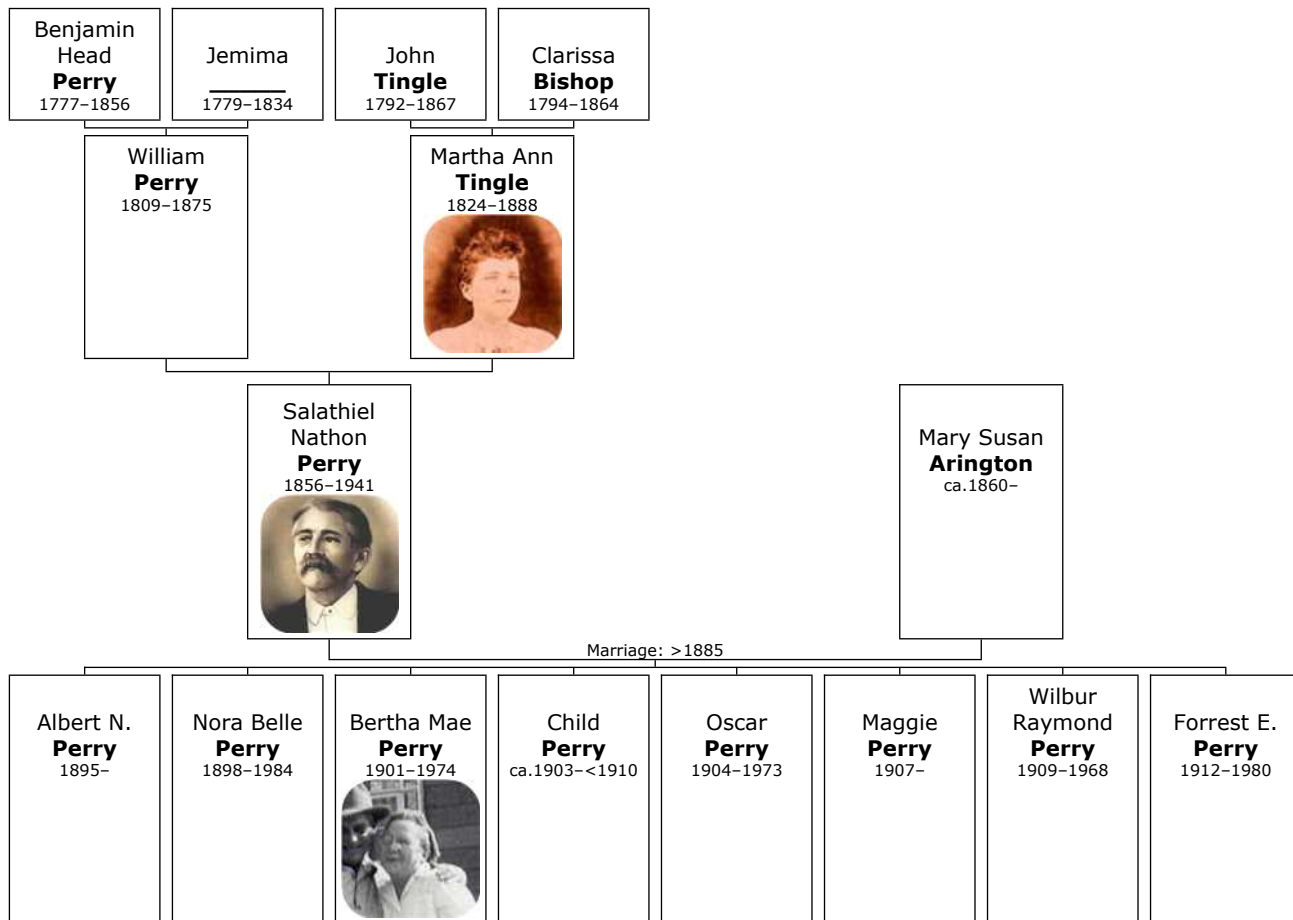 Benjamin
Head
Perry
1777–1856
Jemima
______
1779–1834
John
Tingle
1792–1867
Clarissa
Bishop
1794–1864
William
Perry
1809–1875
Martha Ann
Tingle
1824–1888
Salathiel
Nathon
Perry
1856–1941
Mary Susan
Arington
ca.1860–
Marriage: >1885
Albert N.
Perry
1895–
Nora Belle
Perry
1898–1984
Bertha Mae
Perry
1901–1974
Child
Perry
ca.1903–<1910
Oscar
Perry
1904–1973
Maggie
Perry
1907–
Wilbur
Raymond
Perry
1909–1968
Forrest E.
Perry
1912–1980